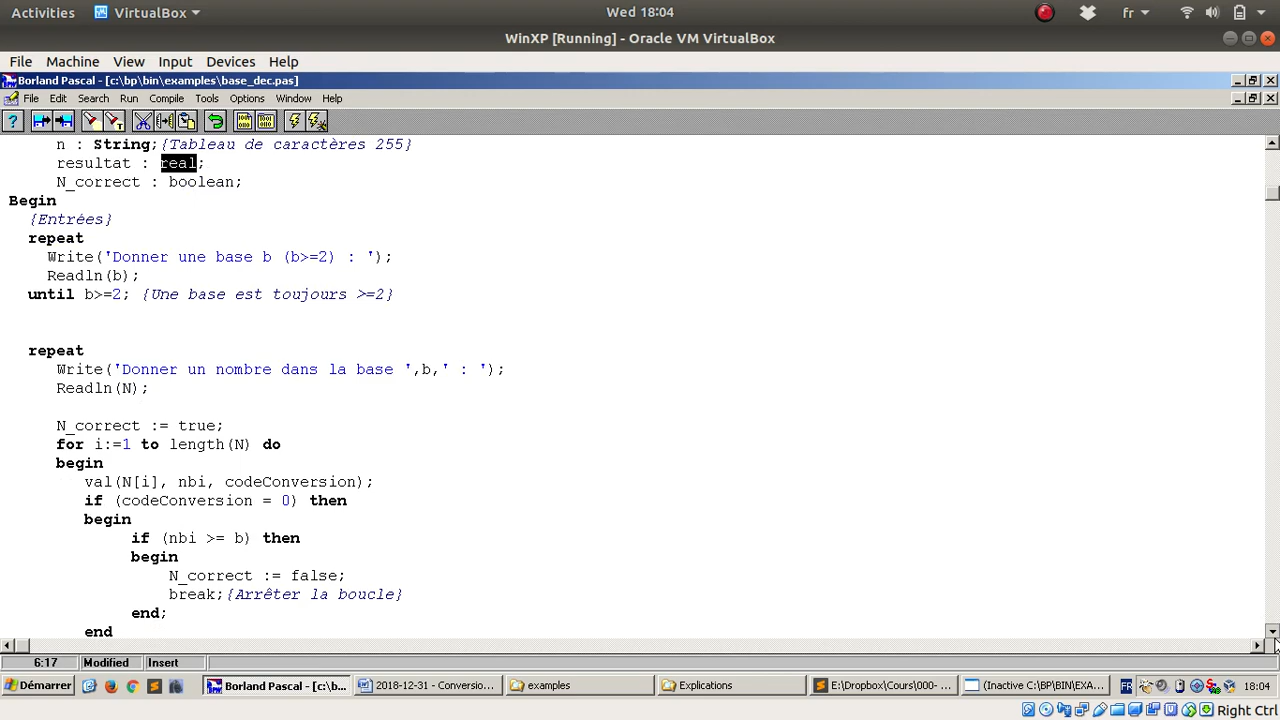 Activities VirtualBox Wed 18:04 fr
WinXP [Running] - Oracle VM VirtualBox
File Machine View Input Devices Help
Borland Pascal - [c:\bp\bin\examples\base_dec.pas]
File Edit Search Run Compile Tools Options Window Help
n : String;{Tableau de caractères 255}
resultat : real;
N_correct : boolean;
Begin
{Entrées}
repeat
Write('Donner une base b (b>=2) : ');
Readln(b);
until b>=2; {Une base est toujours >=2}
repeat
Write('Donner un nombre dans la base ',b,' : ');
Readln(N);
N_correct := true;
for i:=1 to length(N) do
begin
val(N[i], nbi, codeConversion);
if (codeConversion = 0) then
begin
if (nbi >= b) then
begin
N_correct := false;
break;{Arrêter la boucle}
end;
end
6:17 Modified Insert
Démarrer Borland Pascal - [c:\b... 2018-12-31 - Conversio... examples Explications E:\Dropbox\Cours\000- ... (Inactive C:\BP\BIN\EXA... FR 18:04
Right Ctrl